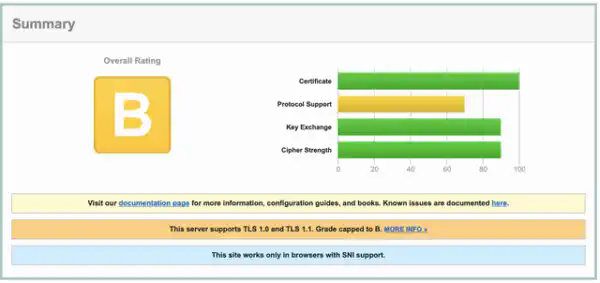 Summary
Overall Rating
B
Certificate
Protocol Support
Key Exchange
Cipher Strength
0 20 40 60 80 100
Visit our documentation page for more information, configuration guides, and books. Known issues are documented here.
This server supports TLS 1.0 and TLS 1.1. Grade capped to B. MORE INFO »
This site works only in browsers with SNI support.